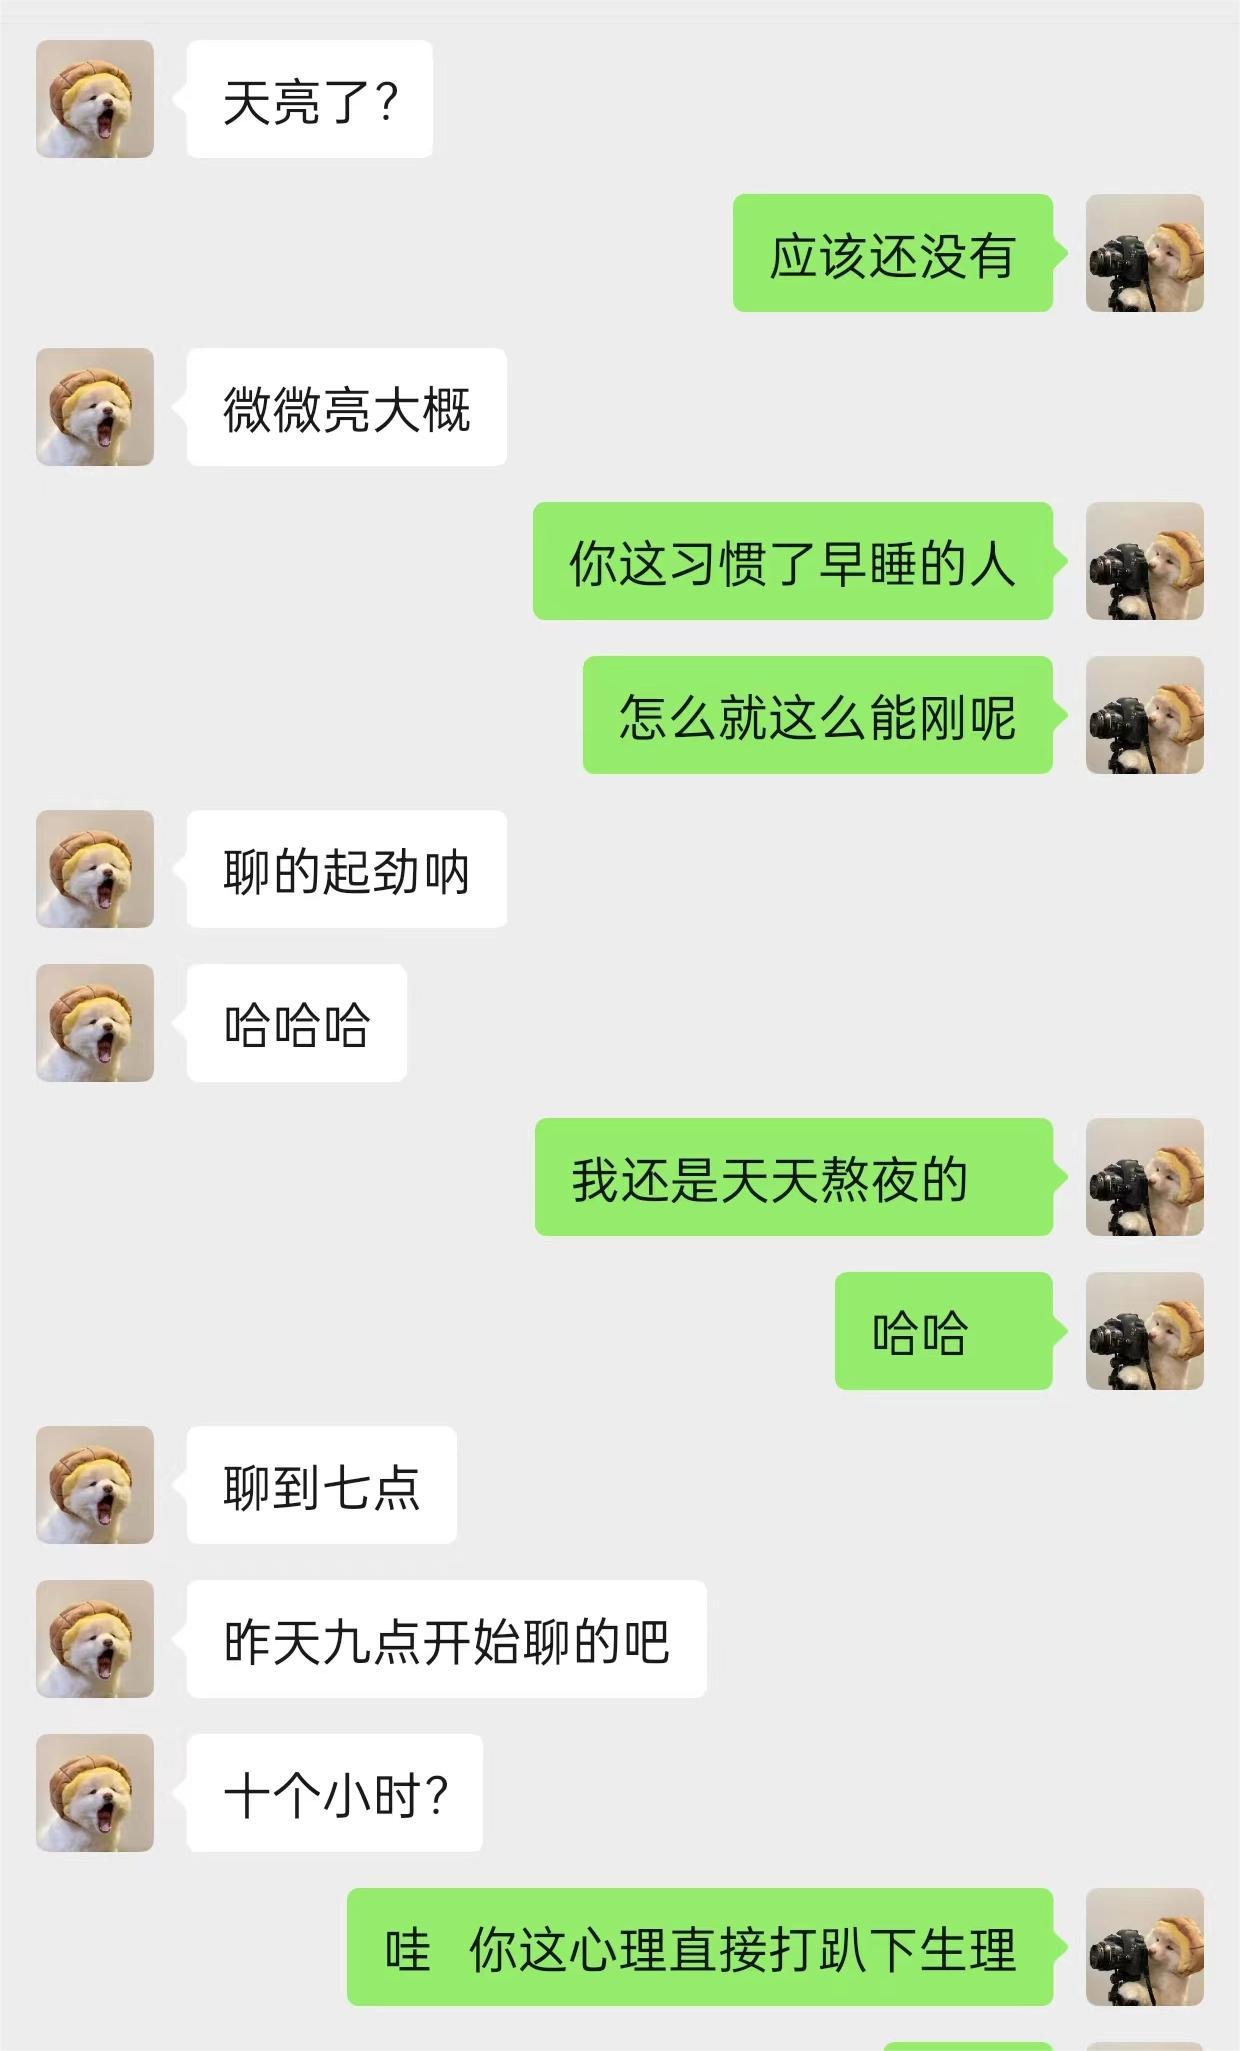 天亮了？
应该还没有
微微亮大概
你这习惯了早睡的人
怎么就这么能刚呢
聊的起劲呐
哈哈哈
我还是天天熬夜的
哈哈
聊到七点
昨天九点开始聊的吧
十个小时？
哇 你这心理直接打趴下生理